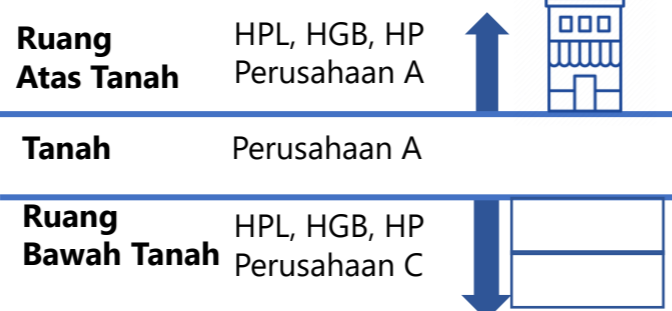 Ruang
Atas Tanah
HPL, HGB, HP
Perusahaan A
Tanah
Perusahaan A
Ruang
Bawah Tanah
HPL, HGB, HP
Perusahaan C